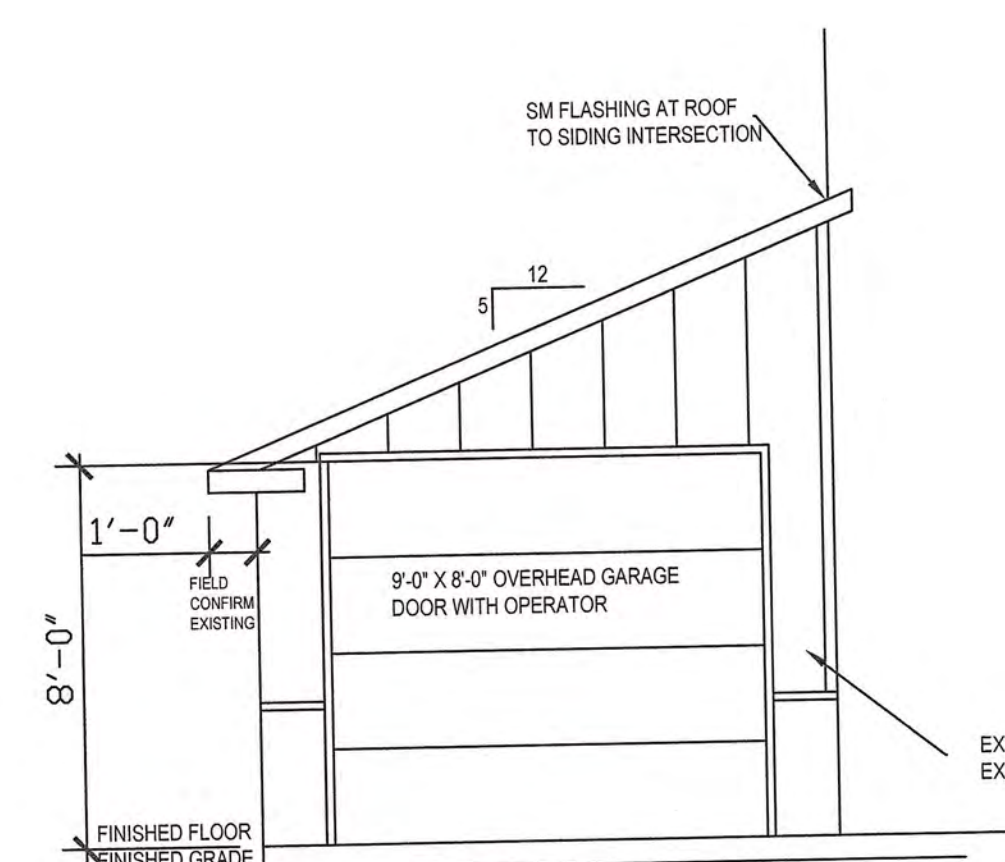 SM FLASHING AT ROOF
TO SIDING INTERSECTION
12
5
1'-0"
FIELD
CONFIRM
EXISTING
9'-0" X 8'-0" OVERHEAD GARAGE
DOOR WITH OPERATOR
8'-0"
EX
EX
FINISHED FLOOR
FINISHED GRADE